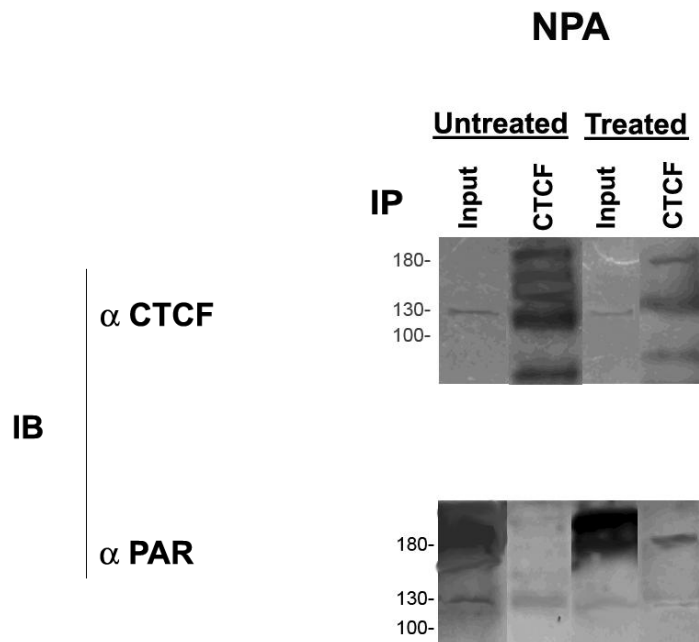 NPA
Untreated Treated
IP Input CTCF Input CTCF
180-
130-
100-
α CTCF
IB
180-
α PAR
130-
100-